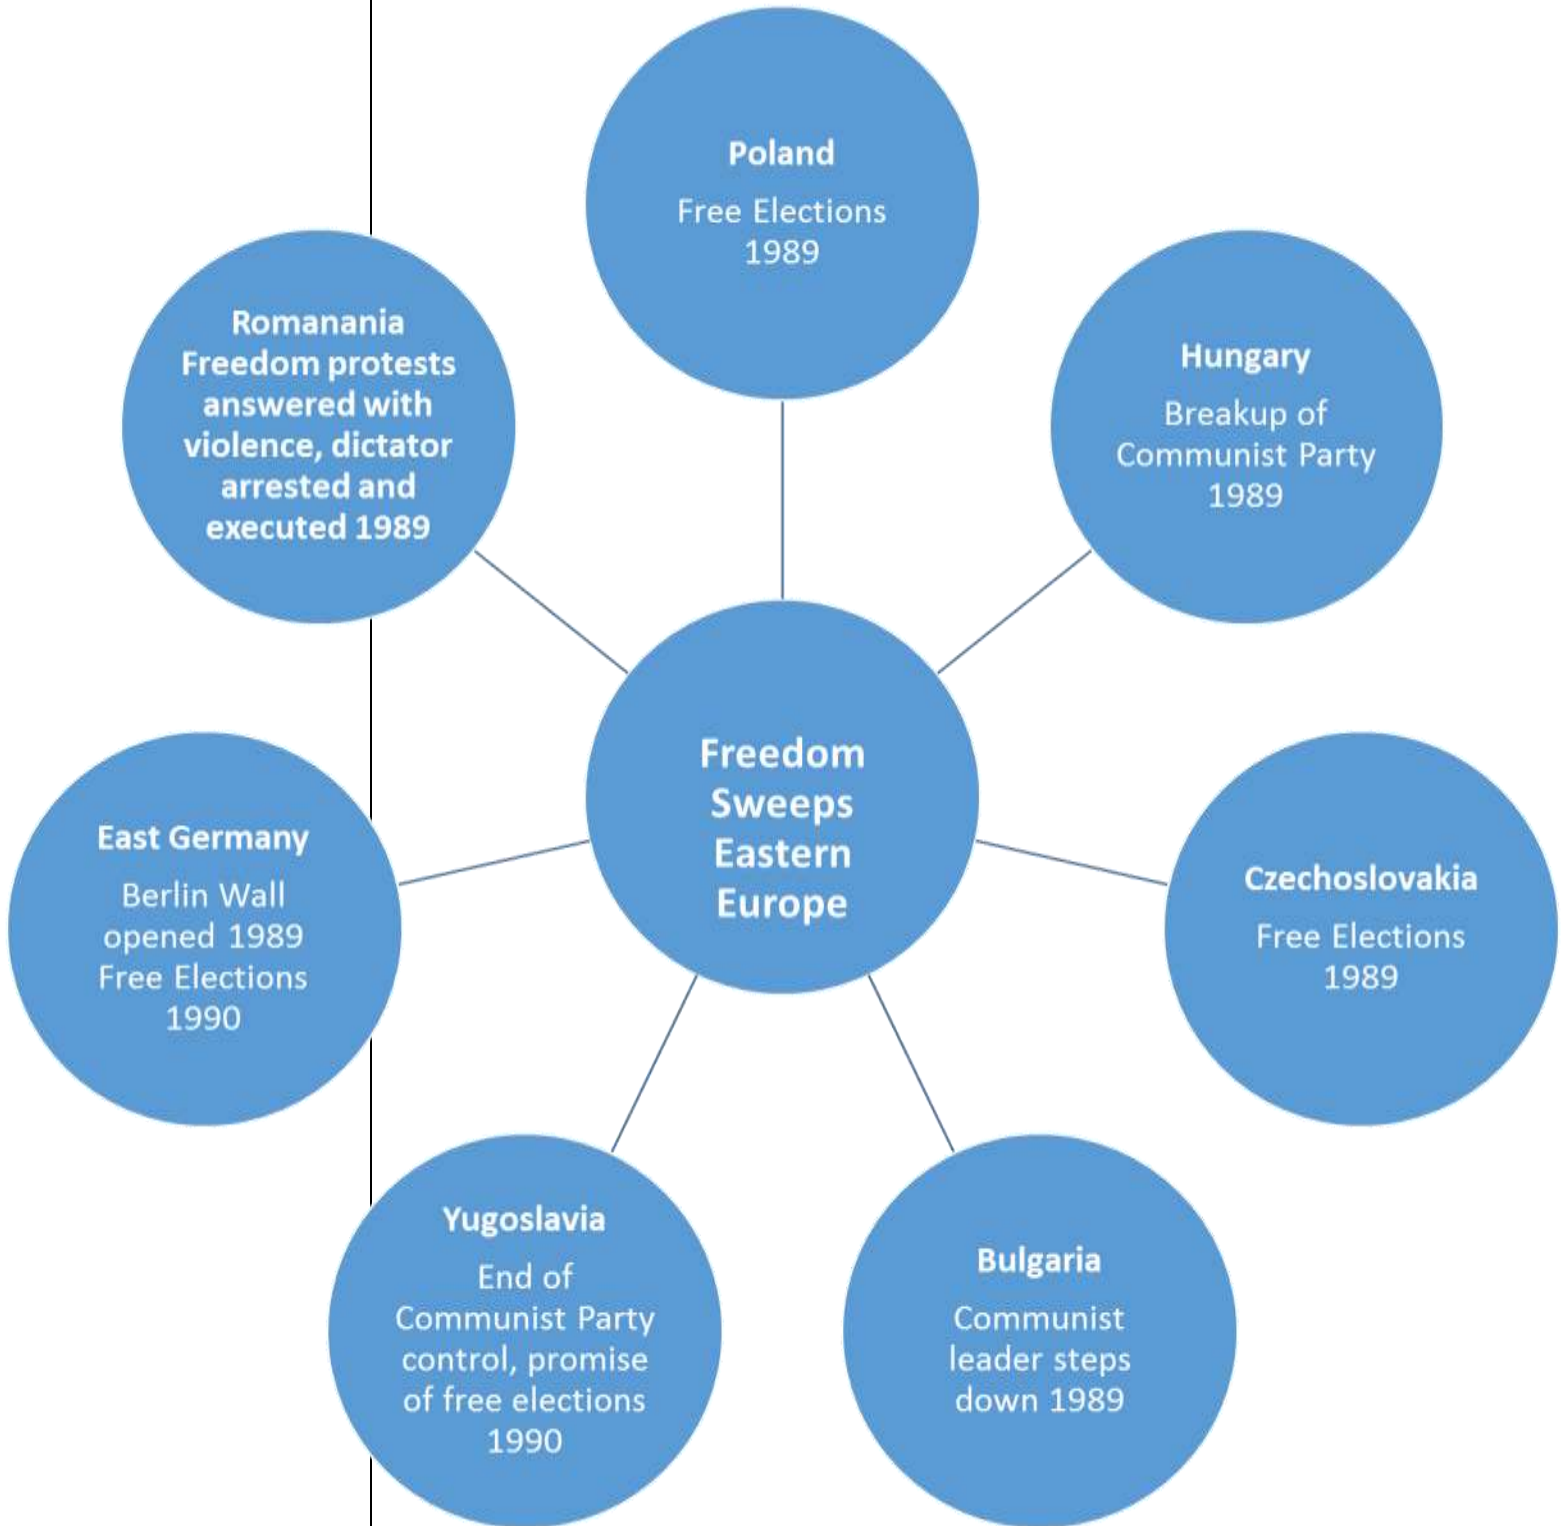 Poland
Free Elections
1989
Hungary
Breakup of
Communist Party
1989
Czechoslovakia
Free Elections
1989
Bulgaria
Communist
leader steps
down 1989
Yugoslavia
End of
Communist Party
control, promise
of free elections
1990
East Germany
Berlin Wall
opened 1989
Free Elections
1990
Romanania
Freedom protests
answered with
violence, dictator
arrested and
executed 1989
Freedom
Sweeps
Eastern
Europe